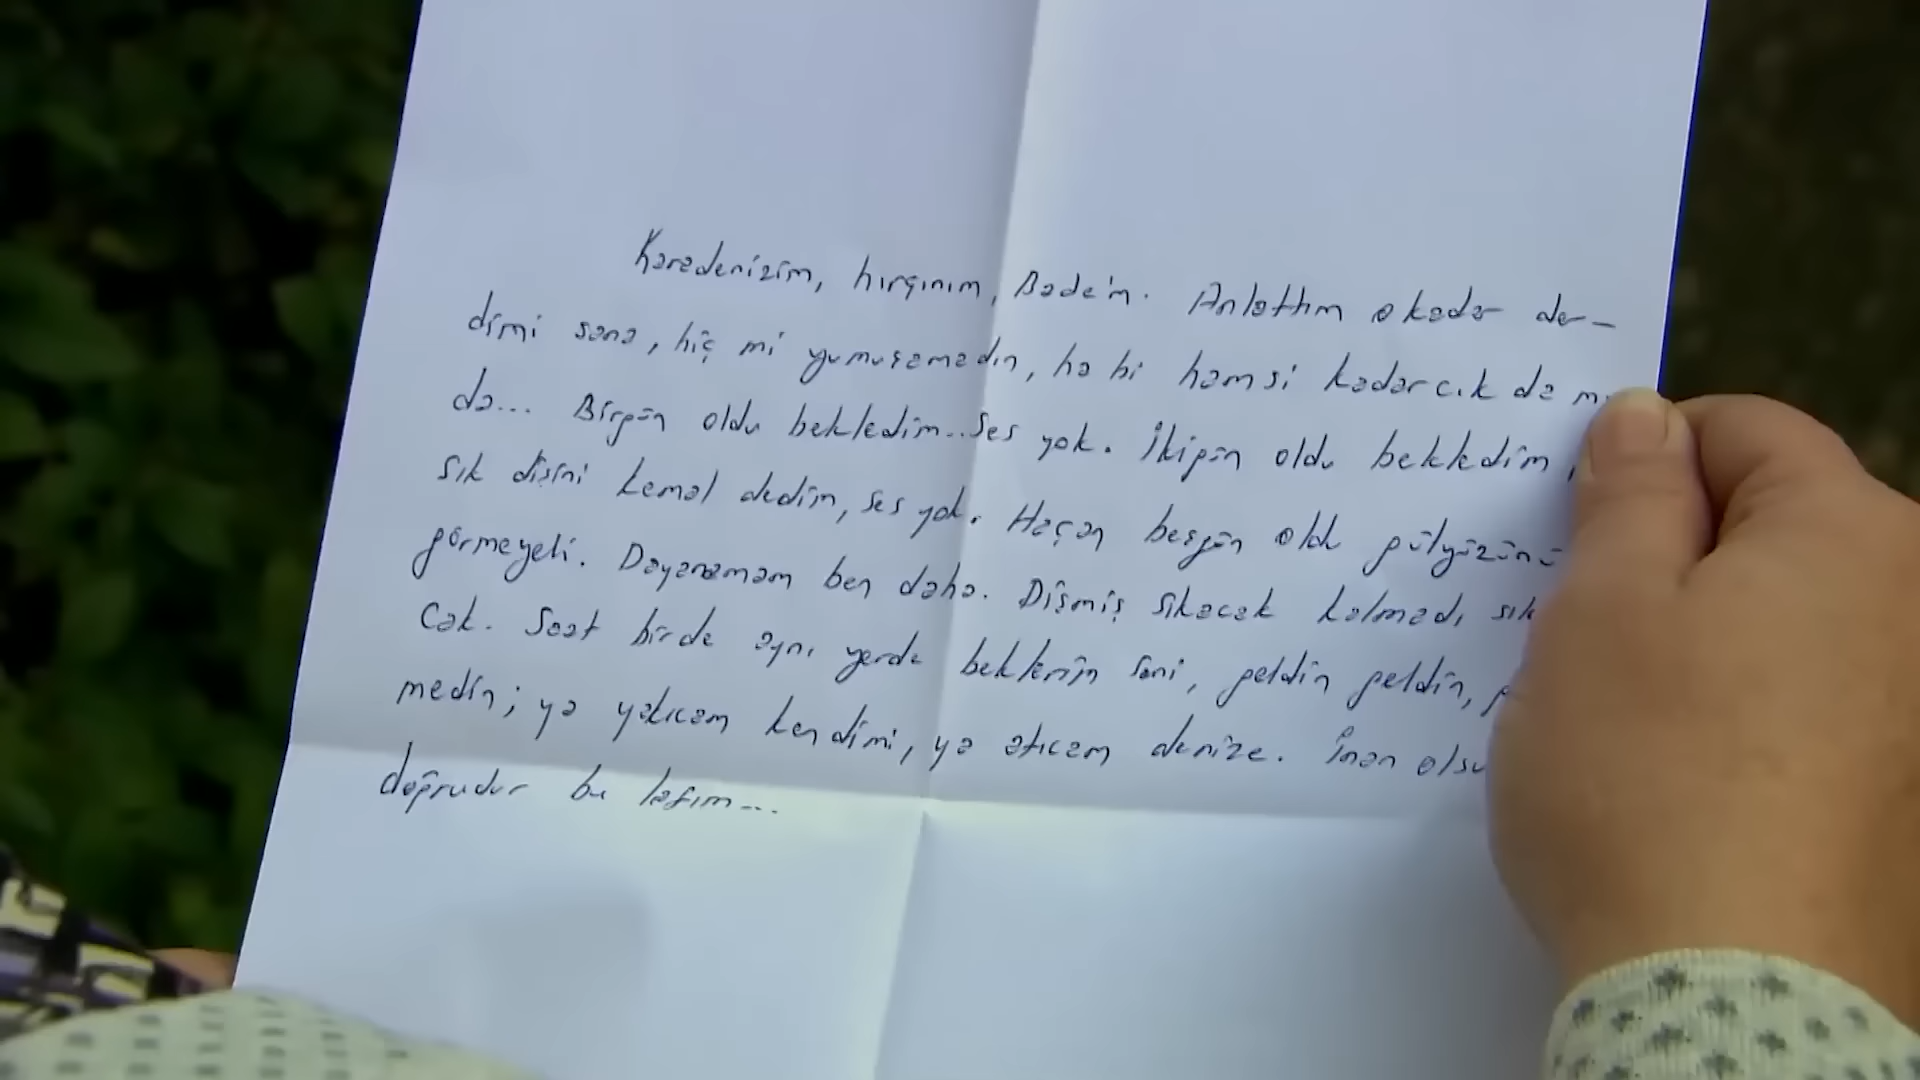 Karadenizim, hırçınım, Bade'm. Anlattım o kadar der-
dimi sana, hiç mi yumuşamadın, ha bi hamsi kadarcık da
da... Birgün oldu bekledim... Ses yok. İkigün oldu bekledim,
sık dişini Kemal dedim, ses yok. Haçan beşgün oldu gülyüzünü
görmeyeli. Dayanamam ben daha. Dişmiş sıkacak kalmadı, sık
cak. Saat birde aynı yerde beklerim seni, geldin geldin,
medin; ya yakıcam kendimi, ya atıcam denize. İnan olsu
doğrudur bu lafım...